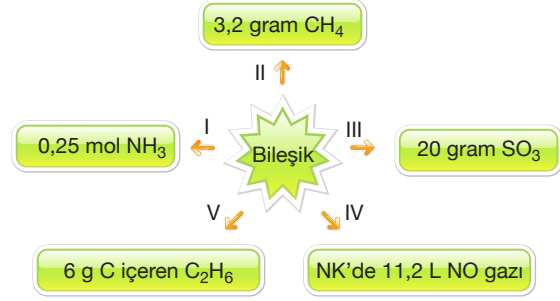 3,2 gram CH₄
II
I
III
0,25 mol NH₃
Bileşik
20 gram SO₃
V
IV
6 g C içeren C₂H₆
NK'de 11,2 L NO gazı